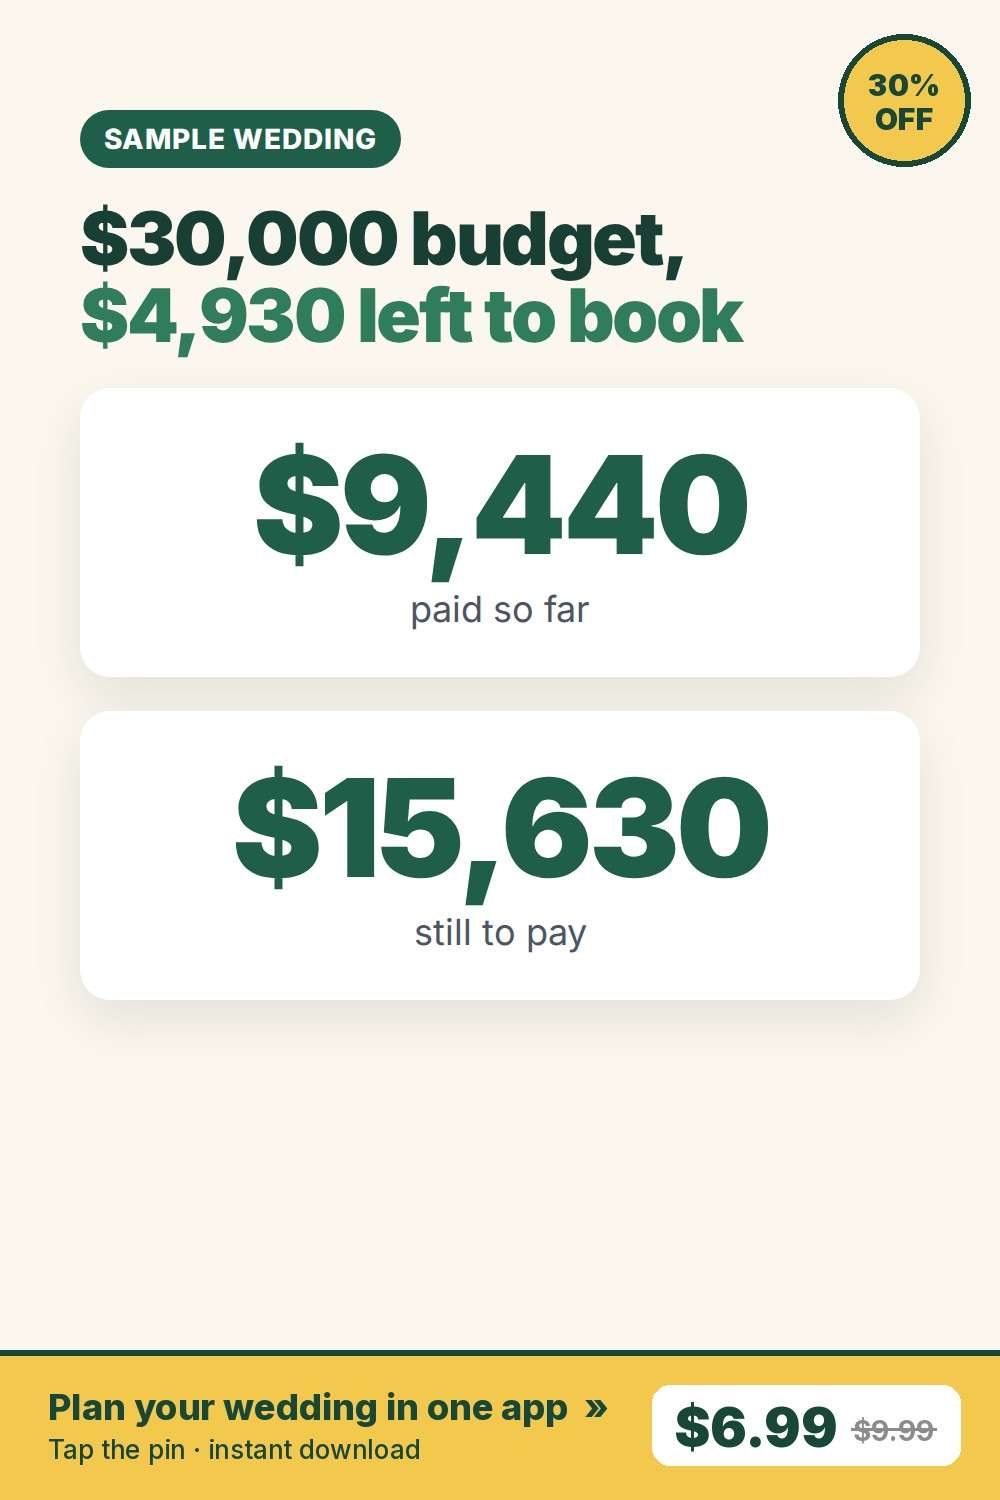 30%
OFF
SAMPLE WEDDING
$30,000 budget,
$4,930 left to book
$9,440
paid so far
$15,630
still to pay
Plan your wedding in one app »
Tap the pin · instant download
$6.99 $9.99